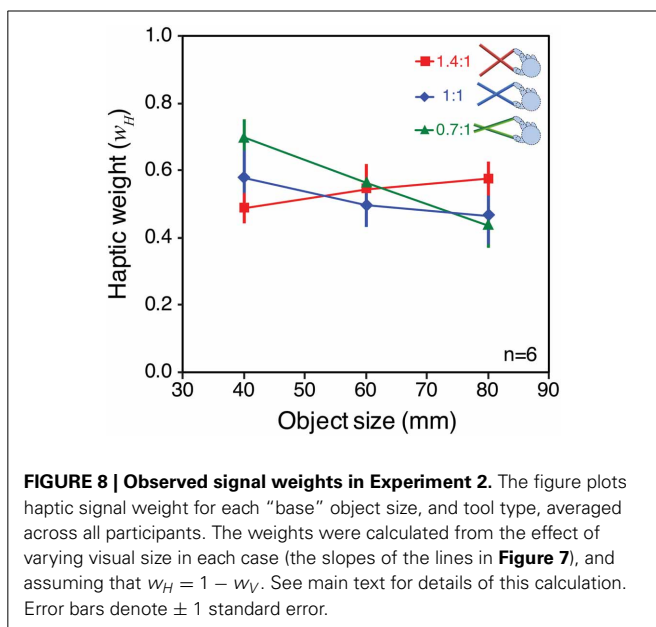 1.0
0.8
0.6
0.4
0.2
0.0
Haptic weight (w_H)
1.4:1
1:1
0.7:1
n=6
30 40 50 60 70 80 90
Object size (mm)
FIGURE 8 | Observed signal weights in Experiment 2. The figure plots
haptic signal weight for each “base” object size, and tool type, averaged
across all participants. The weights were calculated from the effect of
varying visual size in each case (the slopes of the lines in Figure 7), and
assuming that w_H = 1 − w_V. See main text for details of this calculation.
Error bars denote ± 1 standard error.